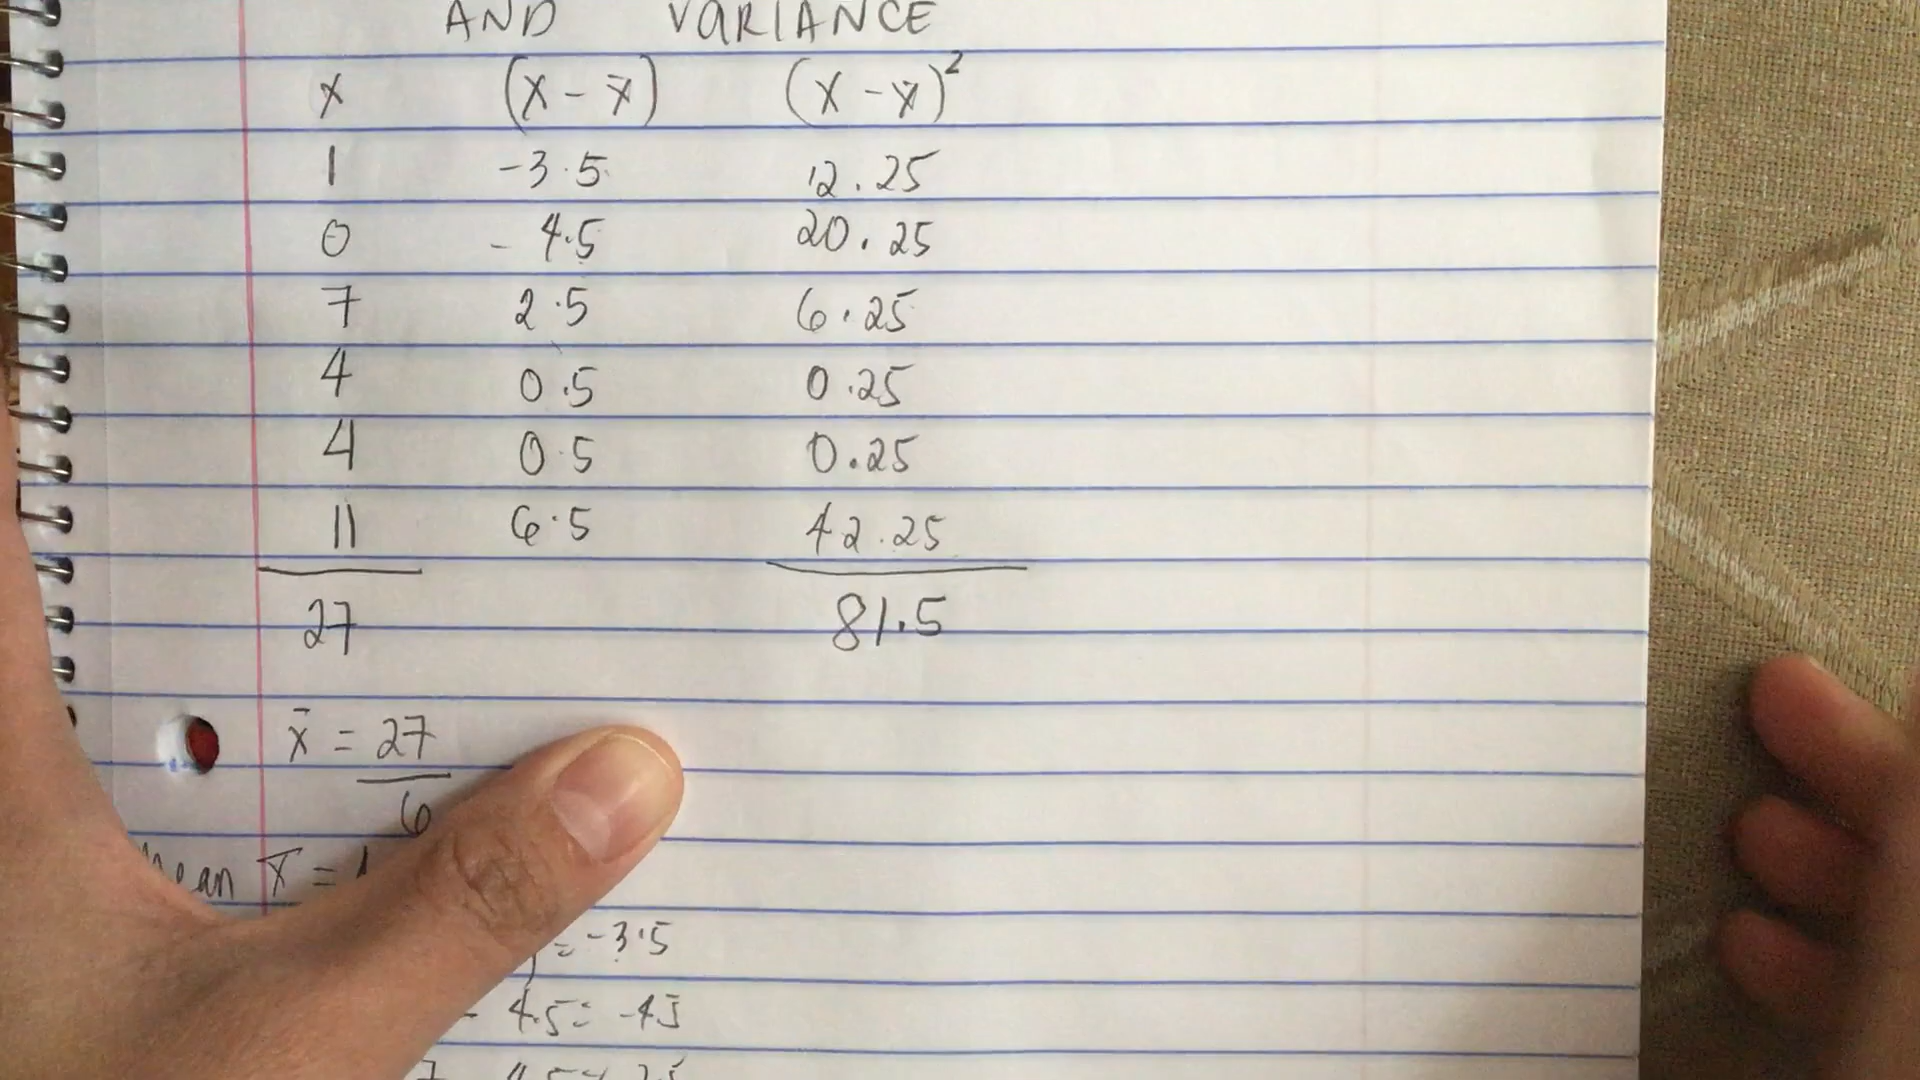 AND VARIANCE
x (x - x̄) (x - x̄)²
1 -3.5 12.25
0 - 4.5 20.25
7 2.5 6.25
4 0.5 0.25
4 0.5 0.25
11 6.5 42.25
27 81.5
x̄ = 27
6
mean x̄ =
= -3.5
- 4.5 = -4.5